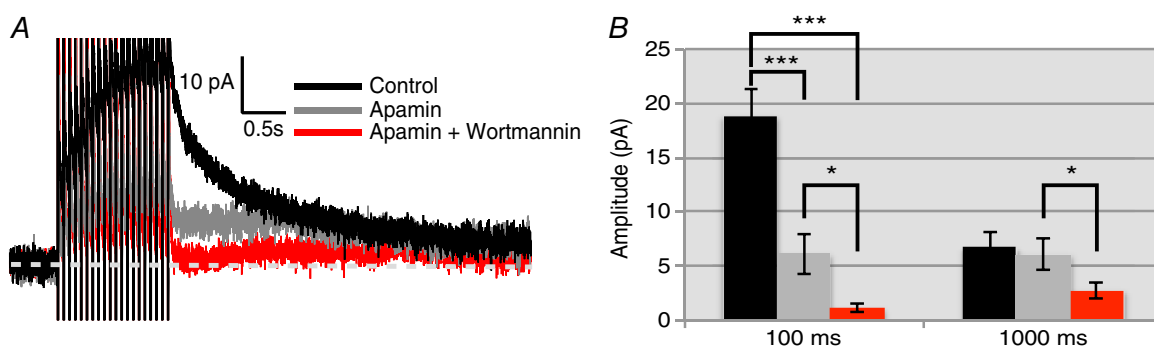 A
10 pA
0.5s
Control
Apamin
Apamin + Wortmannin
B
Amplitude (pA)
25
20
15
10
5
0
***
***
*
*
100 ms
1000 ms